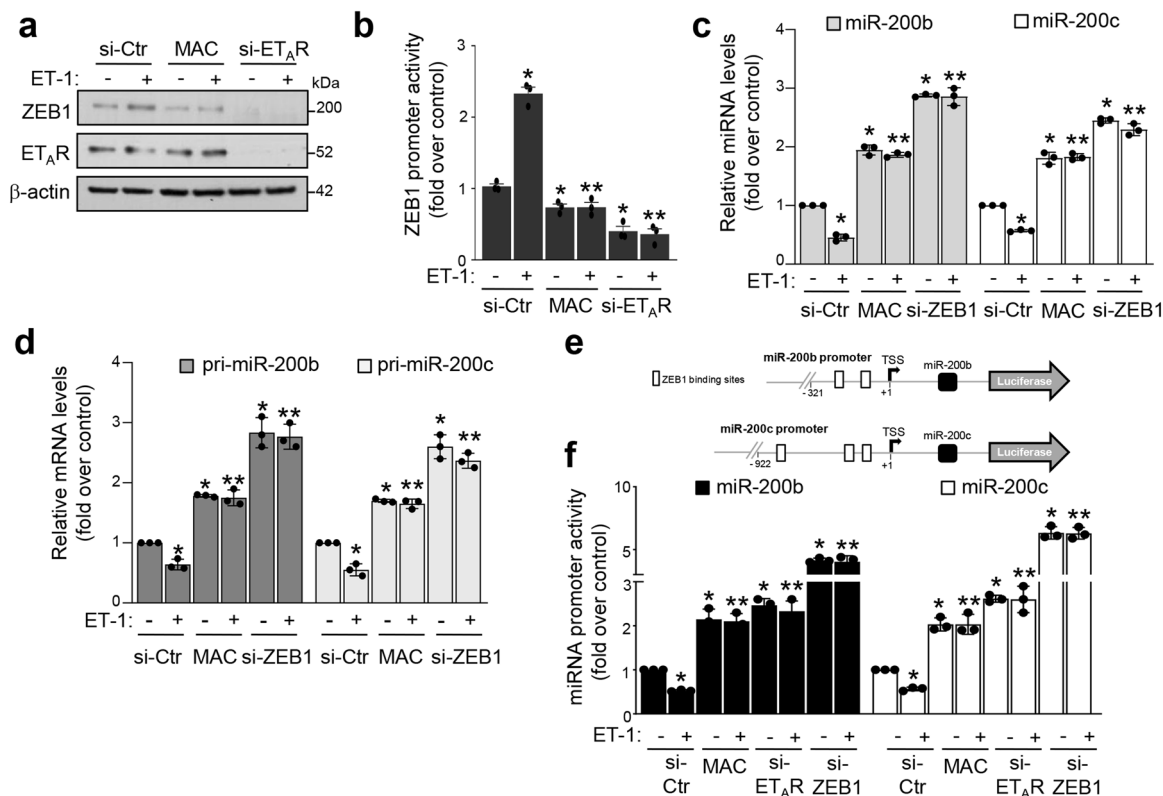 a
si-Ctr MAC si-ETAR
ET-1: - + - + - + kDa
ZEB1 200
ETAR 52
β-actin 42
b
ZEB1 promoter activity
(fold over control)
3
2
1
0
*
* **
* **
ET-1: - + - + - +
si-Ctr MAC si-ETAR
c
miR-200b miR-200c
Relative miRNA levels
(fold over control)
4
3
2
1
0
* * ** * ** * * ** * **
ET-1: - + - + - + - + - + - +
si-Ctr MAC si-ZEB1 si-Ctr MAC si-ZEB1
d
pri-miR-200b pri-miR-200c
Relative mRNA levels
(fold over control)
4
3
2
1
0
* * ** * ** * * ** * **
ET-1: - + - + - + - + - + - +
si-Ctr MAC si-ZEB1 si-Ctr MAC si-ZEB1
e
ZEB1 binding sites
miR-200b promoter TSS miR-200b
-321 +1 Luciferase
miR-200c promoter TSS miR-200c
-922 +1 Luciferase
f
miR-200b miR-200c
miRNA promoter activity
(fold over control)
10
5
3
2
1
0
* * ** * ** * ** * * ** * ** * **
ET-1: - + - + - + - + - + - + - + - +
si- MAC si- si- si- MAC si- si-
Ctr ETAR ZEB1 Ctr ETAR ZEB1